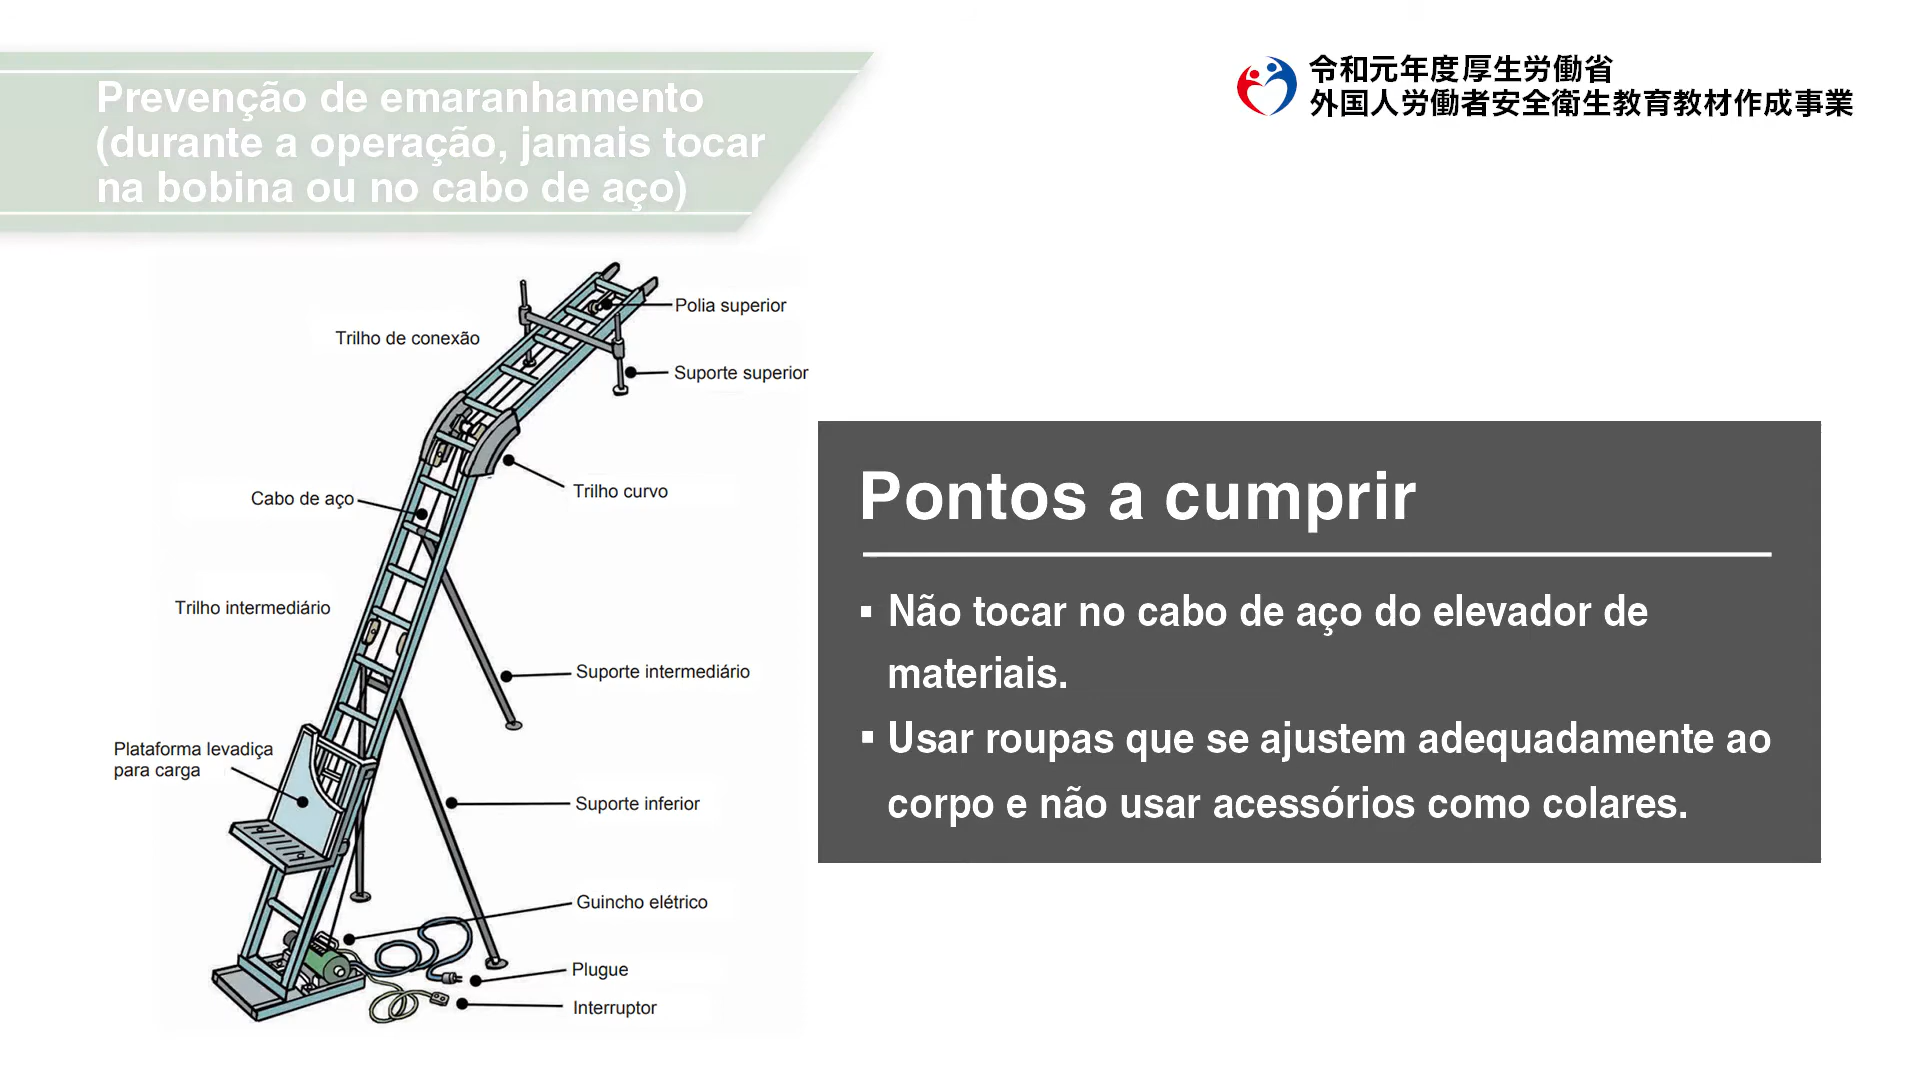 Prevenção de emaranhamento
(durante a operação, jamais tocar
na bobina ou no cabo de aço)
令和元年度厚生労働省
外国人労働者安全衛生教育教材作成事業
Polia superior
Trilho de conexão
Suporte superior
Trilho curvo
Cabo de aço
Trilho intermediário
Suporte intermediário
Plataforma levadiça
para carga
Suporte inferior
Guincho elétrico
Plugue
Interruptor
Pontos a cumprir
▪ Não tocar no cabo de aço do elevador de
materiais.
▪ Usar roupas que se ajustem adequadamente ao
corpo e não usar acessórios como colares.